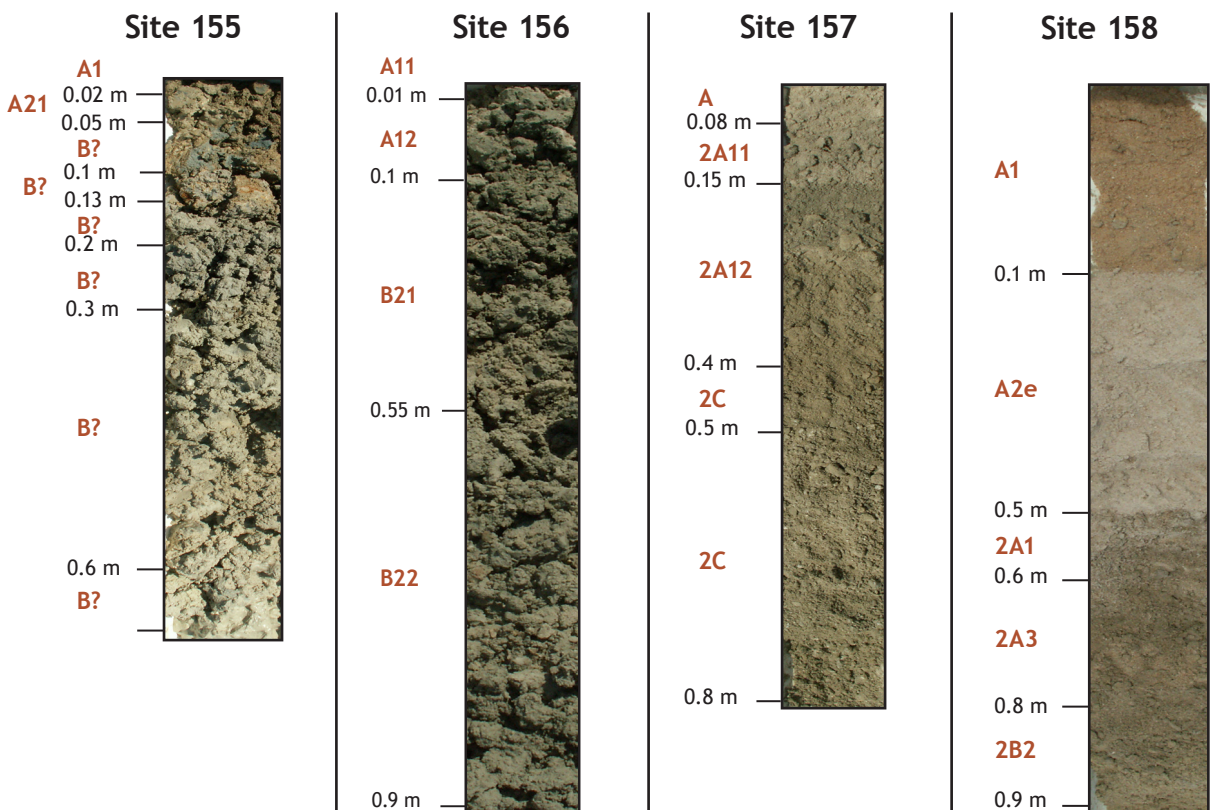 Site 155
A1
0.02 m
A21
0.05 m
B?
0.1 m
B?
0.13 m
B?
0.2 m
B?
0.3 m
B?
0.6 m
B?
Site 156
A11
0.01 m
A12
0.1 m
B21
0.55 m
B22
0.9 m
Site 157
A
0.08 m
2A11
0.15 m
2A12
0.4 m
2C
0.5 m
2C
0.8 m
Site 158
A1
0.1 m
A2e
0.5 m
2A1
0.6 m
2A3
0.8 m
2B2
0.9 m